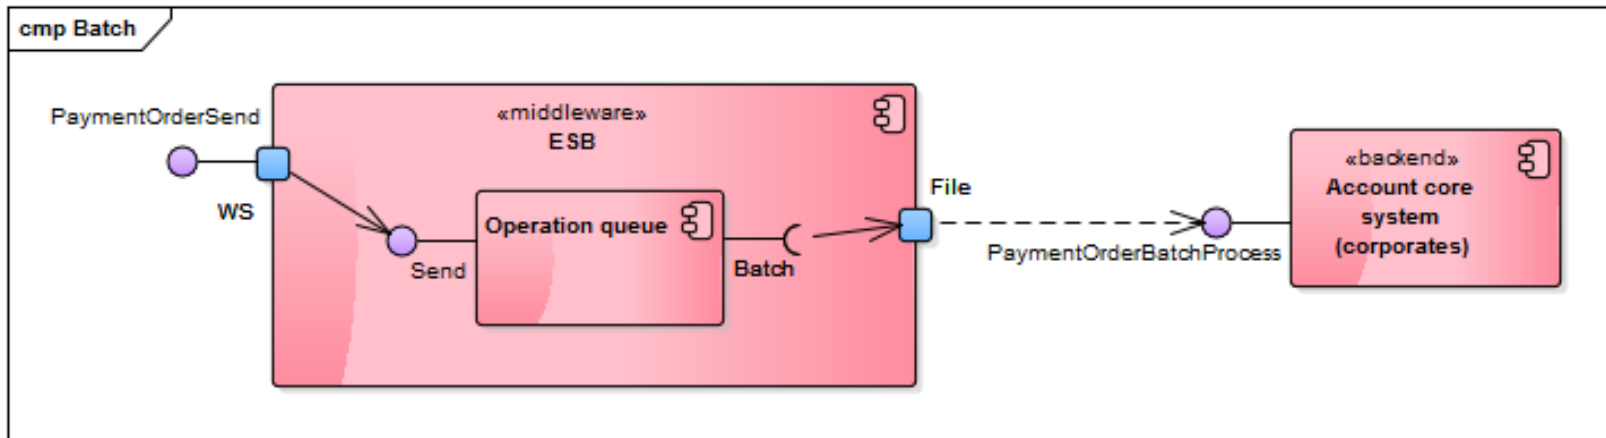 cmp Batch
PaymentOrderSend
WS
«middleware»
ESB
Operation queue
Send
Batch
File
PaymentOrderBatchProcess
«backend»
Account core
system
(corporates)